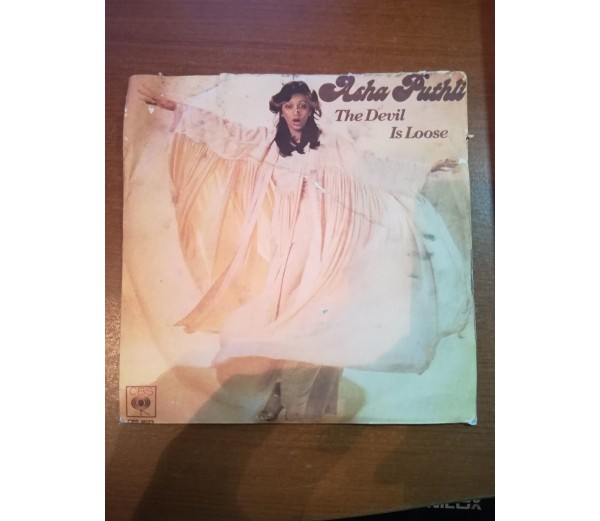 Asha Puthli
The Devil
Is Loose
CBS